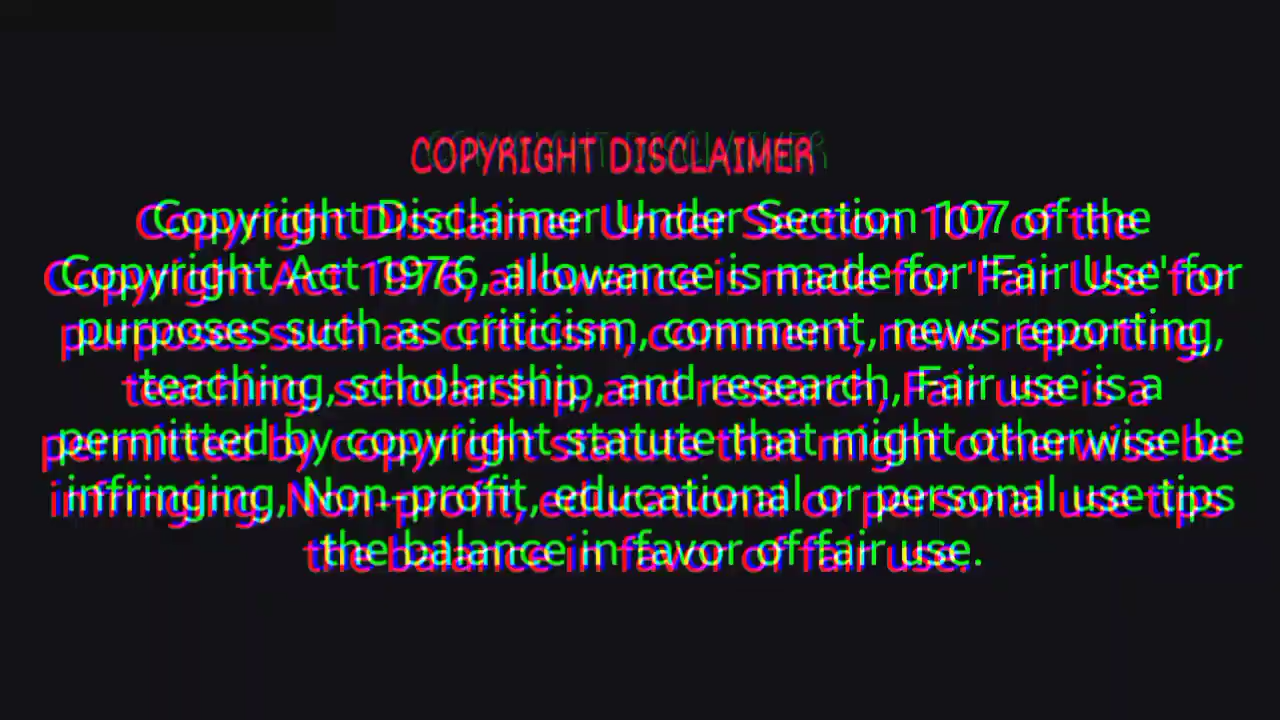 COPYRIGHT DISCLAIMER
Copyright Disclaimer Under Section 107 of the
Copyright Act 1976, allowance is made for 'Fair Use' for
purposes such as criticism, comment, news reporting,
teaching, scholarship, and research, Fair use is a
permitted by copyright statute that might otherwise be
infringing, Non-profit, educational or personal use tips
the balance in favor of fair use.